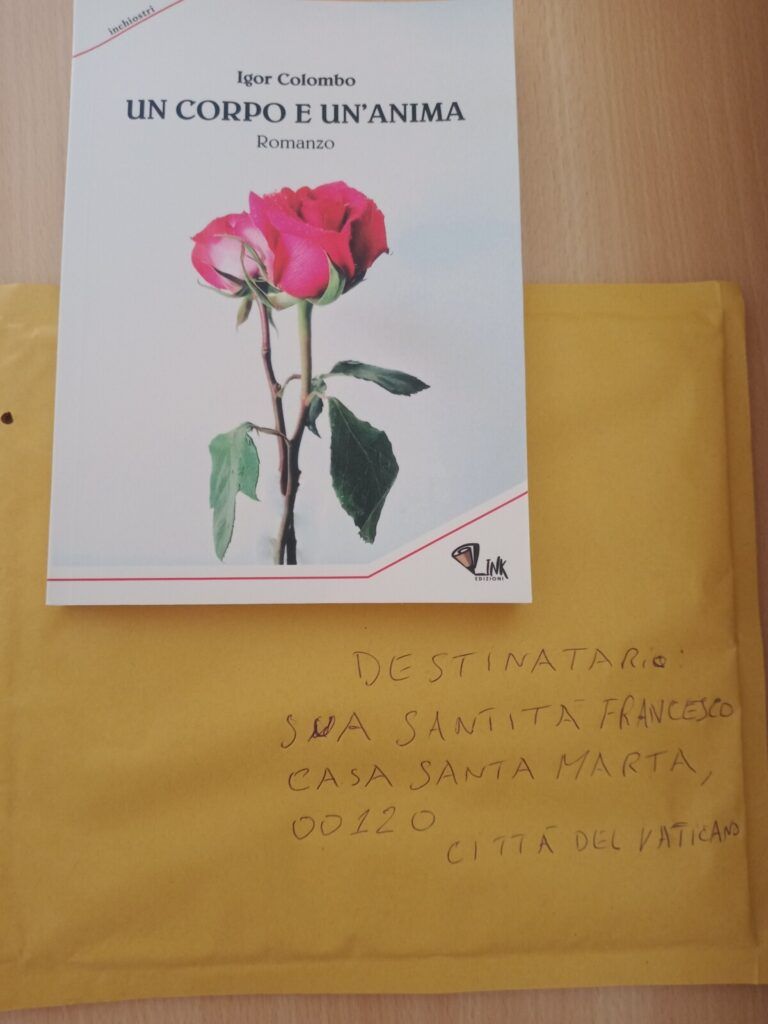 inchiostri
Igor Colombo
UN CORPO E UN'ANIMA
Romanzo
LINK
EDIZIONI
DESTINATARIO:
SUA SANTITÀ FRANCESCO
CASA SANTA MARTA,
00120
CITTÀ DEL VATICANO